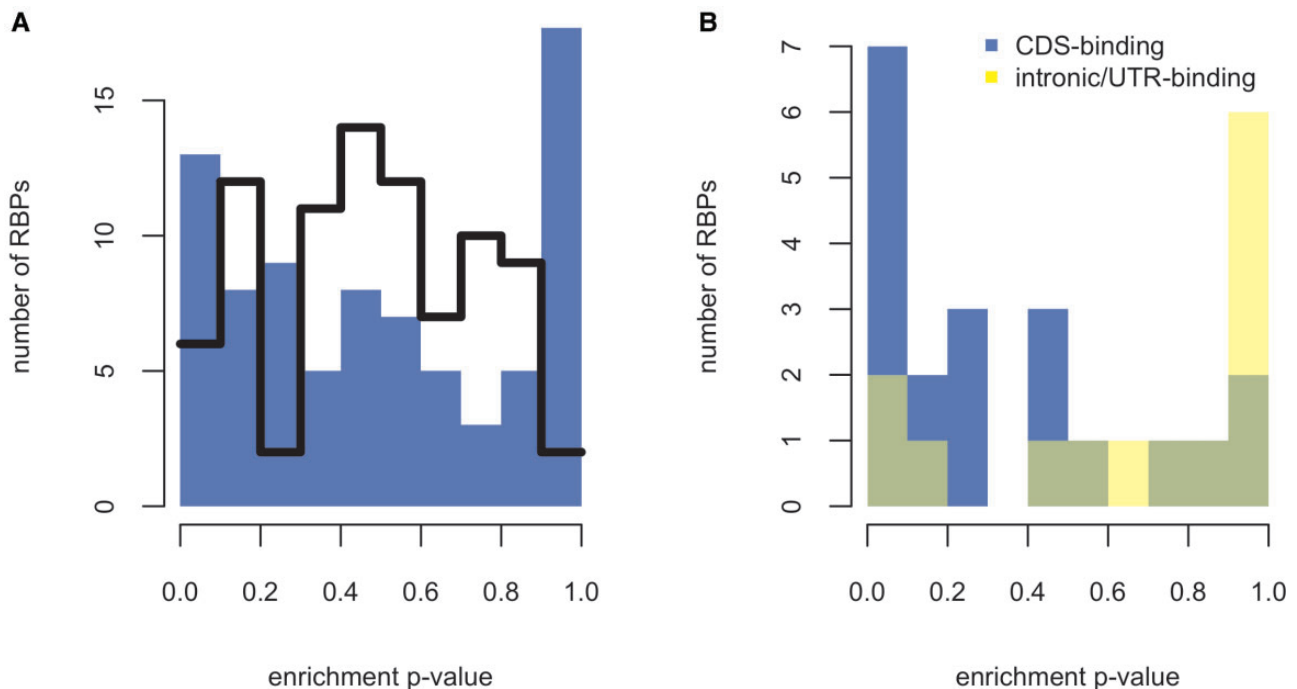 A
number of RBPs
15
10
5
0
0.0 0.2 0.4 0.6 0.8 1.0
enrichment p-value
B
CDS-binding
intronic/UTR-binding
number of RBPs
7
6
5
4
3
2
1
0
0.0 0.2 0.4 0.6 0.8 1.0
enrichment p-value